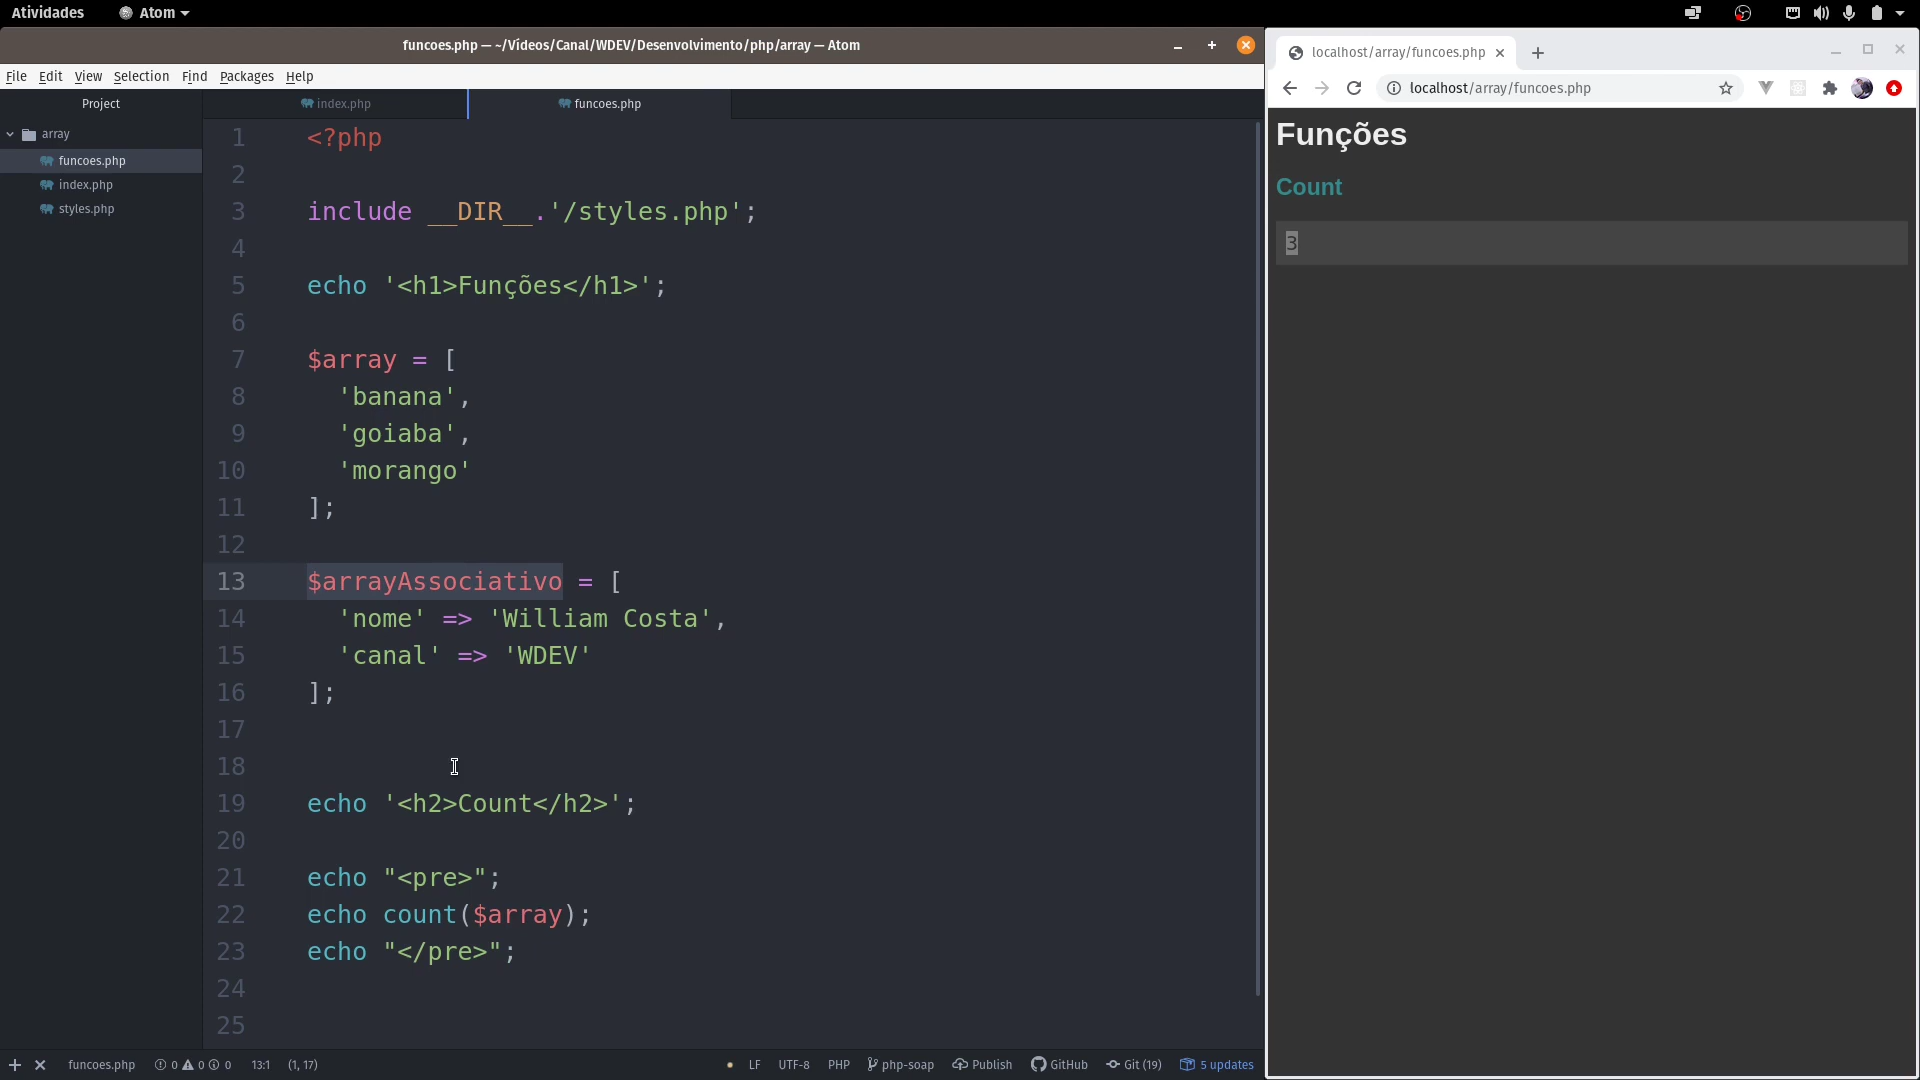 Atividades
Atom
funcoes.php — ~/Vídeos/Canal/WDEV/Desenvolvimento/php/array — Atom
File Edit View Selection Find Packages Help
Project
index.php
funcoes.php
array
funcoes.php
index.php
styles.php
1 <?php
2
3 include __DIR__.'/styles.php';
4
5 echo '<h1>Funções</h1>';
6
7 $array = [
8 'banana',
9 'goiaba',
10 'morango'
11 ];
12
13 $arrayAssociativo = [
14 'nome' => 'William Costa',
15 'canal' => 'WDEV'
16 ];
17
18
19 echo '<h2>Count</h2>';
20
21 echo "<pre>";
22 echo count($array);
23 echo "</pre>";
24
25
funcoes.php 0 0 0 13:1 (1, 17)
LF UTF-8 PHP php-soap Publish GitHub Git (19) 5 updates
localhost/array/funcoes.php
localhost/array/funcoes.php
Funções
Count
3